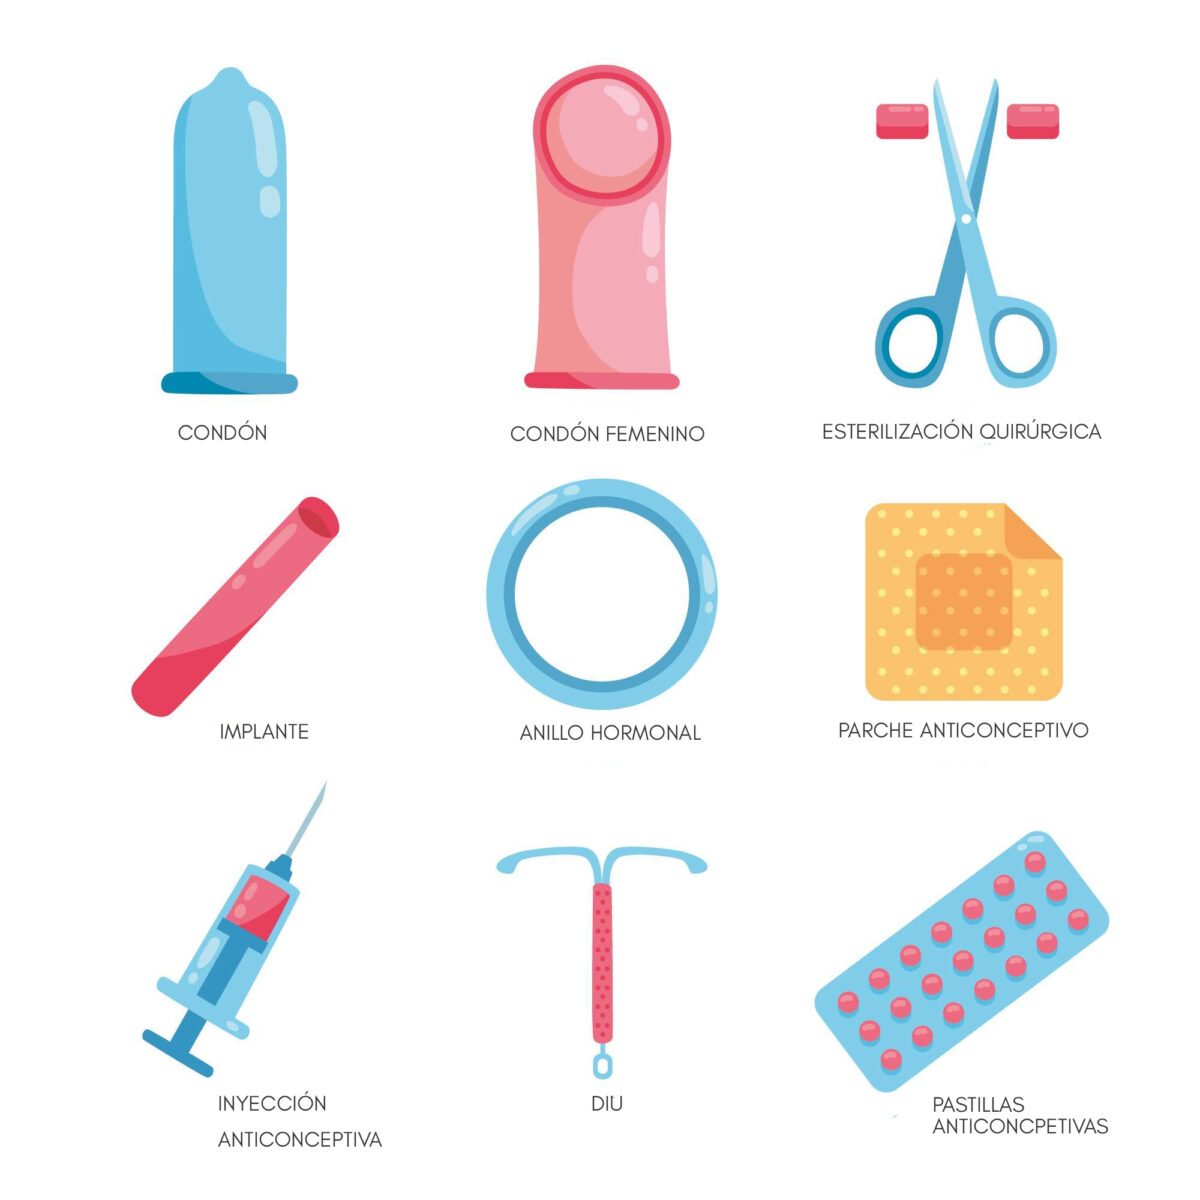 CONDÓN
CONDÓN FEMENINO
ESTERILIZACIÓN QUIRÚRGICA
IMPLANTE
ANILLO HORMONAL
PARCHE ANTICONCEPTIVO
INYECCIÓN
ANTICONCEPTIVA
DIU
PASTILLAS
ANTICONCPETIVAS